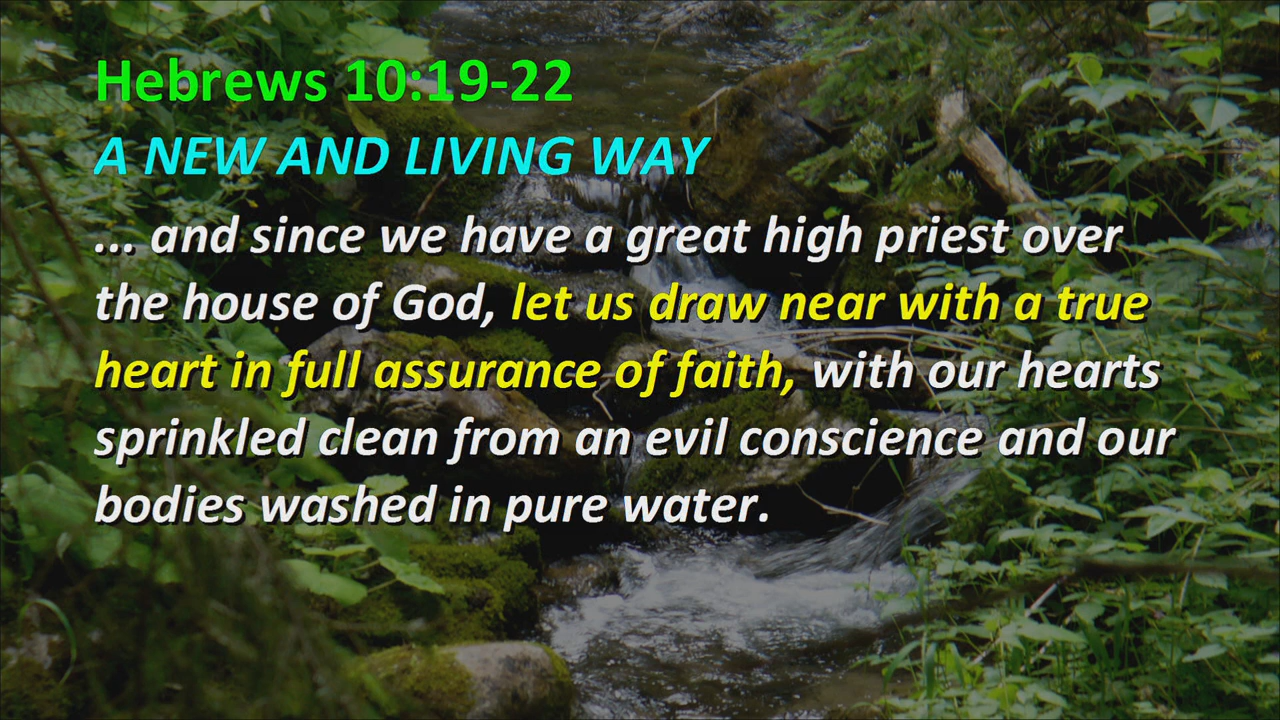 Hebrews 10:19-22
A NEW AND LIVING WAY
... and since we have a great high priest over
the house of God, let us draw near with a true
heart in full assurance of faith, with our hearts
sprinkled clean from an evil conscience and our
bodies washed in pure water.